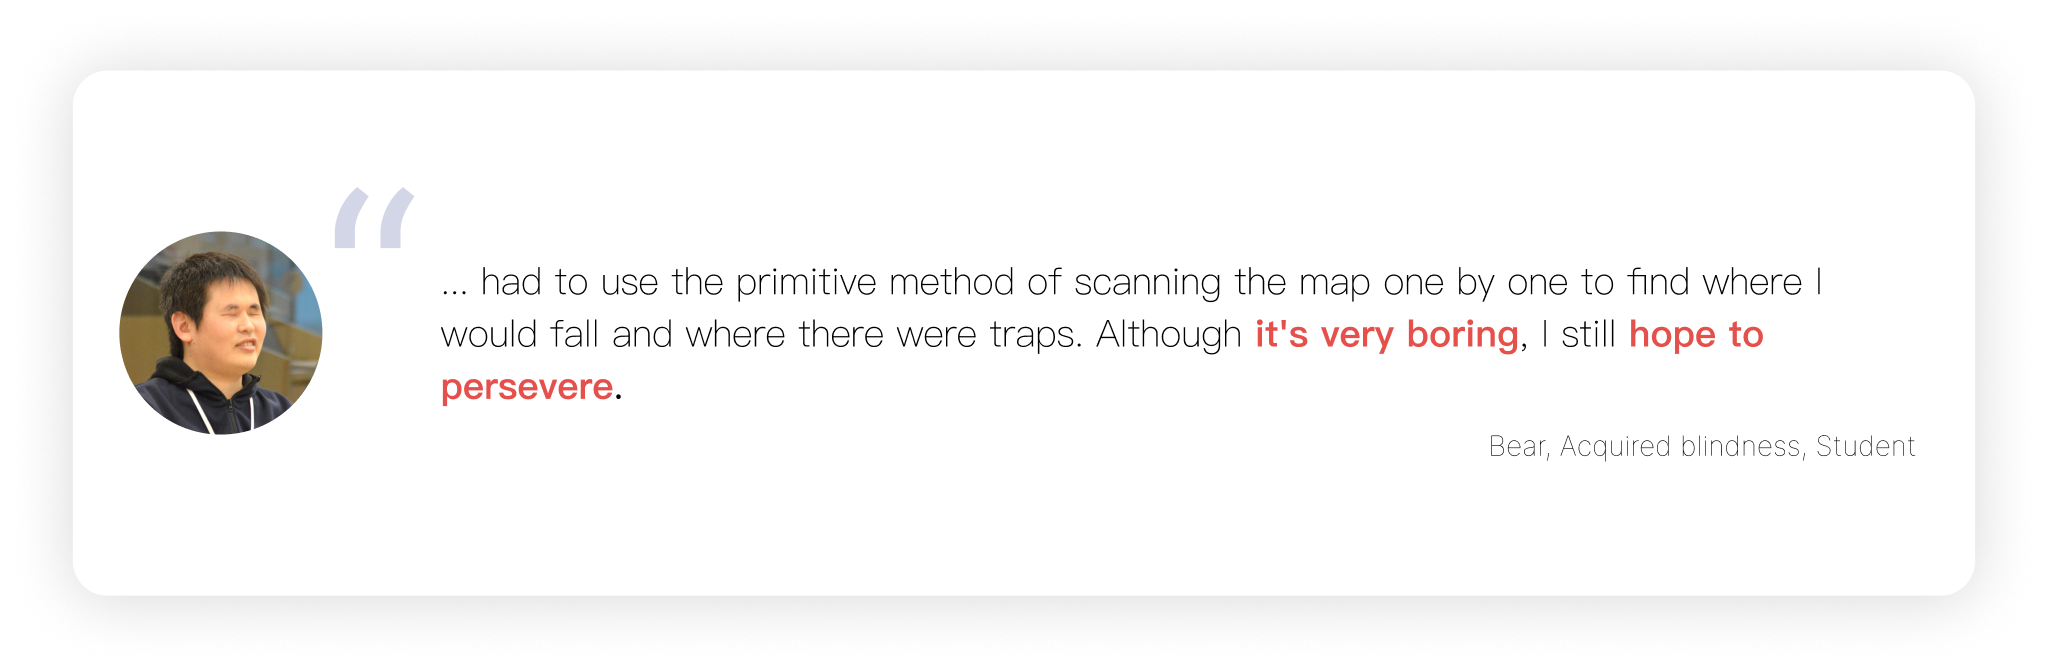 “
... had to use the primitive method of scanning the map one by one to find where I
would fall and where there were traps. Although it's very boring, I still hope to
persevere.
Bear, Acquired blindness, Student